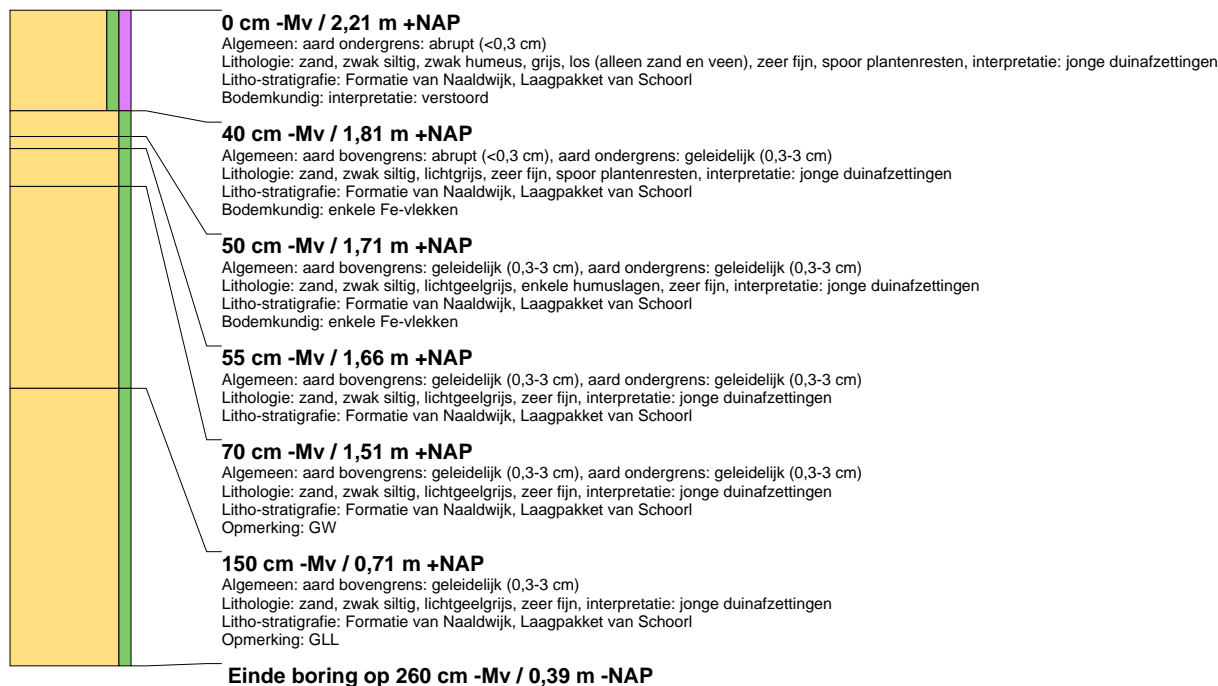 0 cm -Mv / 2,21 m +NAP
Algemeen: aard ondergrens: abrupt (<0,3 cm)
Lithologie: zand, zwak siltig, zwak humeus, grijs, los (alleen zand en veen), zeer fijn, spoor plantenresten, interpretatie: jonge duinafzettingen
Litho-stratigrafie: Formatie van Naaldwijk, Laagpakket van Schoorl
Bodemkundig: interpretatie: verstoord
40 cm -Mv / 1,81 m +NAP
Algemeen: aard bovengrens: abrupt (<0,3 cm), aard ondergrens: geleidelijk (0,3-3 cm)
Lithologie: zand, zwak siltig, lichtgrijs, zeer fijn, spoor plantenresten, interpretatie: jonge duinafzettingen
Litho-stratigrafie: Formatie van Naaldwijk, Laagpakket van Schoorl
Bodemkundig: enkele Fe-vlekken
50 cm -Mv / 1,71 m +NAP
Algemeen: aard bovengrens: geleidelijk (0,3-3 cm), aard ondergrens: geleidelijk (0,3-3 cm)
Lithologie: zand, zwak siltig, lichtgeelgrijs, enkele humuslagen, zeer fijn, interpretatie: jonge duinafzettingen
Litho-stratigrafie: Formatie van Naaldwijk, Laagpakket van Schoorl
Bodemkundig: enkele Fe-vlekken
55 cm -Mv / 1,66 m +NAP
Algemeen: aard bovengrens: geleidelijk (0,3-3 cm), aard ondergrens: geleidelijk (0,3-3 cm)
Lithologie: zand, zwak siltig, lichtgeelgrijs, zeer fijn, interpretatie: jonge duinafzettingen
Litho-stratigrafie: Formatie van Naaldwijk, Laagpakket van Schoorl
70 cm -Mv / 1,51 m +NAP
Algemeen: aard bovengrens: geleidelijk (0,3-3 cm), aard ondergrens: geleidelijk (0,3-3 cm)
Lithologie: zand, zwak siltig, lichtgeelgrijs, zeer fijn, interpretatie: jonge duinafzettingen
Litho-stratigrafie: Formatie van Naaldwijk, Laagpakket van Schoorl
Opmerking: GW
150 cm -Mv / 0,71 m +NAP
Algemeen: aard bovengrens: geleidelijk (0,3-3 cm)
Lithologie: zand, zwak siltig, lichtgeelgrijs, zeer fijn, interpretatie: jonge duinafzettingen
Litho-stratigrafie: Formatie van Naaldwijk, Laagpakket van Schoorl
Opmerking: GLL
Einde boring op 260 cm -Mv / 0,39 m -NAP